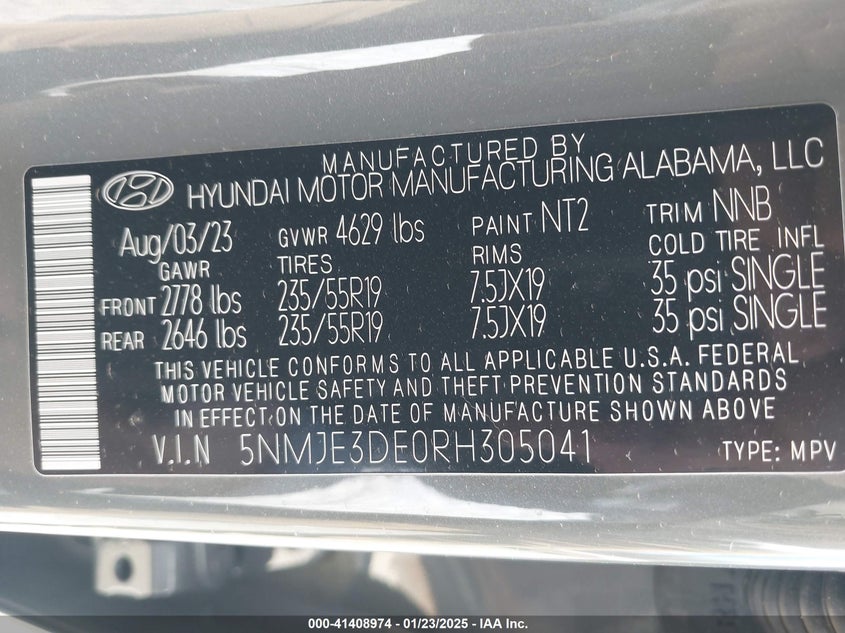 MANUFACTURED BY
HYUNDAI MOTOR MANUFACTURING ALABAMA, LLC
Aug/03/23 GVWR 4629 lbs PAINT NT2 TRIM NNB
GAWR TIRES RIMS COLD TIRE INFL
FRONT 2778 lbs 235/55R19 7.5JX19 35 psi SINGLE
REAR 2646 lbs 235/55R19 7.5JX19 35 psi SINGLE
THIS VEHICLE CONFORMS TO ALL APPLICABLE U.S.A. FEDERAL
MOTOR VEHICLE SAFETY AND THEFT PREVENTION STANDARDS
IN EFFECT ON THE DATE OF MANUFACTURE SHOWN ABOVE
V.I.N 5NMJE3DE0RH305041 TYPE: MPV
000-41408974 / 01/23/2025 - IAA Inc.